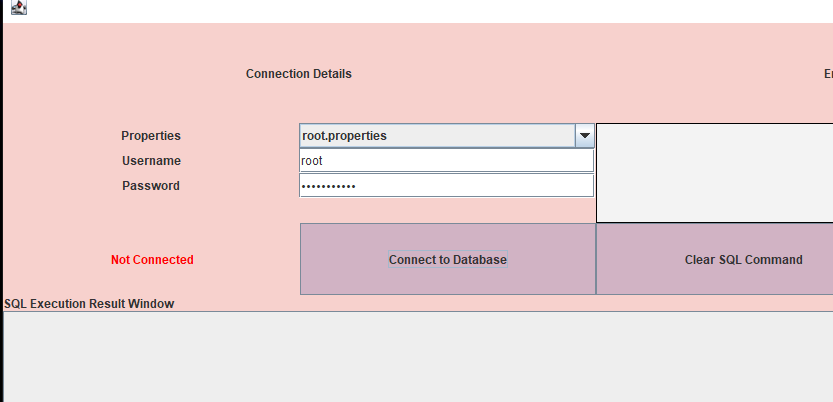 Connection Details
Properties
root.properties
Username
root
Password
•••••••••••
Not Connected
Connect to Database
Clear SQL Command
SQL Execution Result Window